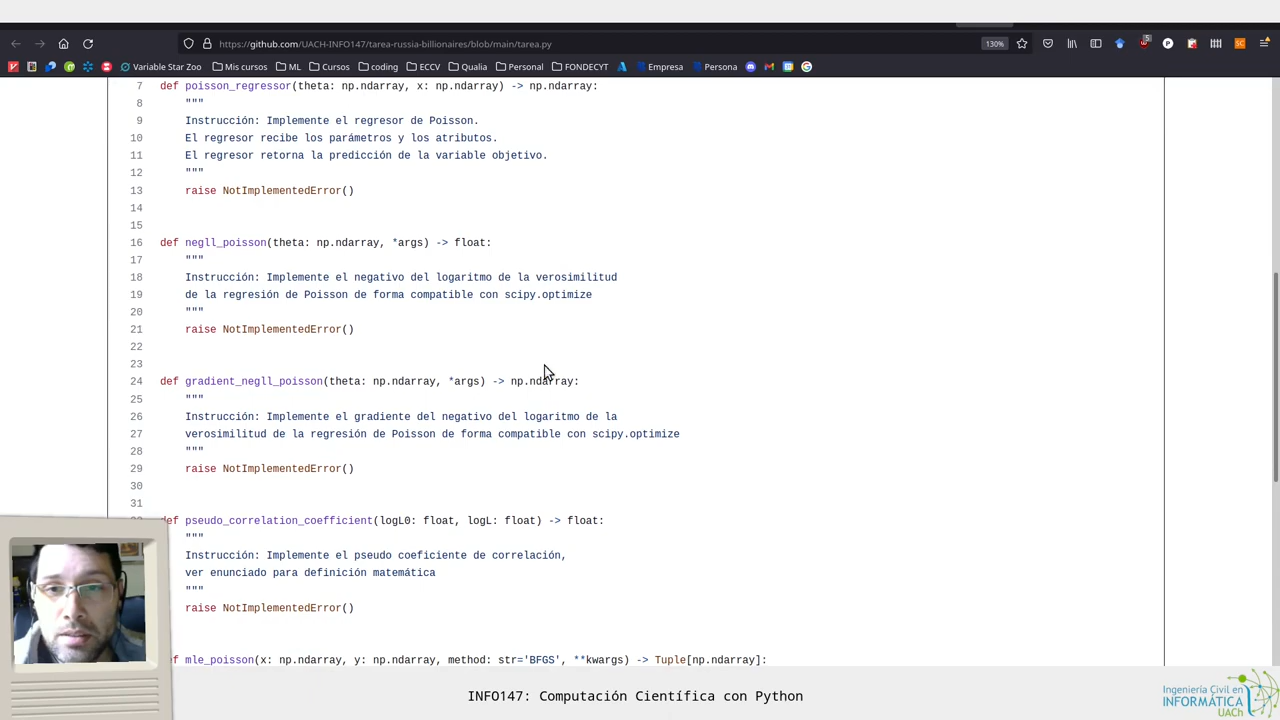 https://github.com/UACH-INFO147/tarea-russia-billionaires/blob/main/tarea.py
130%
5
P
SC
Variable Star Zoo
Mis cursos
ML
Cursos
coding
ECCV
Qualia
Personal
FONDECYT
Empresa
Persona
7 def poisson_regressor(theta: np.ndarray, x: np.ndarray) -> np.ndarray:
8 """
9 Instrucción: Implemente el regresor de Poisson.
10 El regresor recibe los parámetros y los atributos.
11 El regresor retorna la predicción de la variable objetivo.
12 """
13 raise NotImplementedError()
14
15
16 def negll_poisson(theta: np.ndarray, *args) -> float:
17 """
18 Instrucción: Implemente el negativo del logaritmo de la verosimilitud
19 de la regresión de Poisson de forma compatible con scipy.optimize
20 """
21 raise NotImplementedError()
22
23
24 def gradient_negll_poisson(theta: np.ndarray, *args) -> np.ndarray:
25 """
26 Instrucción: Implemente el gradiente del negativo del logaritmo de la
27 verosimilitud de la regresión de Poisson de forma compatible con scipy.optimize
28 """
29 raise NotImplementedError()
30
31
def pseudo_correlation_coefficient(logL0: float, logL: float) -> float:
"""
Instrucción: Implemente el pseudo coeficiente de correlación,
ver enunciado para definición matemática
"""
raise NotImplementedError()
mle_poisson(x: np.ndarray, y: np.ndarray, method: str='BFGS', **kwargs) -> Tuple[np.ndarray]:
INFO147: Computación Científica con Python
Ingeniería Civil en
INFORMÁTICA
UACh